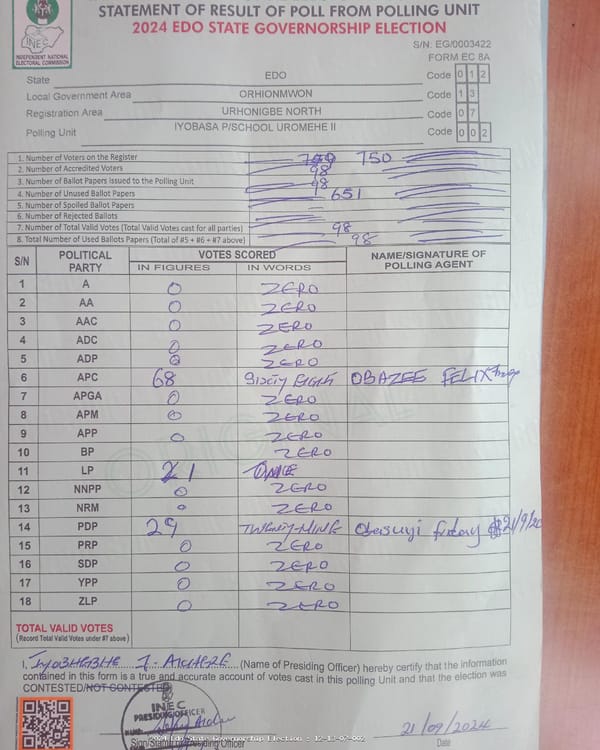 STATEMENT OF RESULT OF POLL FROM POLLING UNIT
2024 EDO STATE GOVERNORSHIP ELECTION
INEC
INDEPENDENT NATIONAL ELECTORAL COMMISSION
S/N: EG/0003422
FORM EC 8A
State EDO Code 0 1 2
Local Government Area ORHIONMWON Code 1 3
Registration Area URHONIGBE NORTH Code 0 7
Polling Unit IYOBASA P/SCHOOL UROMEHE II Code 0 0 2
1. Number of Voters on the Register 750
2. Number of Accredited Voters 98
3. Number of Ballot Papers Issued to the Polling Unit
4. Number of Unused Ballot Papers 651
5. Number of Spoiled Ballot Papers
6. Number of Rejected Ballots
7. Number of Total Valid Votes (Total Valid Votes cast for all parties) 98
8. Total Number of Used Ballots Papers (Total of #5 + #6 + #7 above) 98
S/N POLITICAL PARTY VOTES SCORED NAME/SIGNATURE OF POLLING AGENT
IN FIGURES IN WORDS
1 A 0 ZERO
2 AA 0 ZERO
3 AAC 0 ZERO
4 ADC 0 ZERO
5 ADP 0 ZERO
6 APC 68 SIXTY EIGHT OBAZEE FELIX
7 APGA 0 ZERO
8 APM 0 ZERO
9 APP 0 ZERO
10 BP ZERO
11 LP 1
12 NNPP 0 ZERO
13 NRM 0 ZERO
14 PDP 29 TWENTY-NINE Obasuyi friday 21/9/20
15 PRP 0 ZERO
16 SDP 0 ZERO
17 YPP 0 ZERO
18 ZLP 0 ZERO
TOTAL VALID VOTES
(Record Total Valid Votes under #7 above)
I, (Name of Presiding Officer) hereby certify that the information
contained in this form is a true and accurate account of votes cast in this polling Unit and that the election was
CONTESTED/NOT CONTESTED
INEC
PRESIDING OFFICER
21/09/2024
2024 Edo State Governorship Election : 12-13-07-002
Date